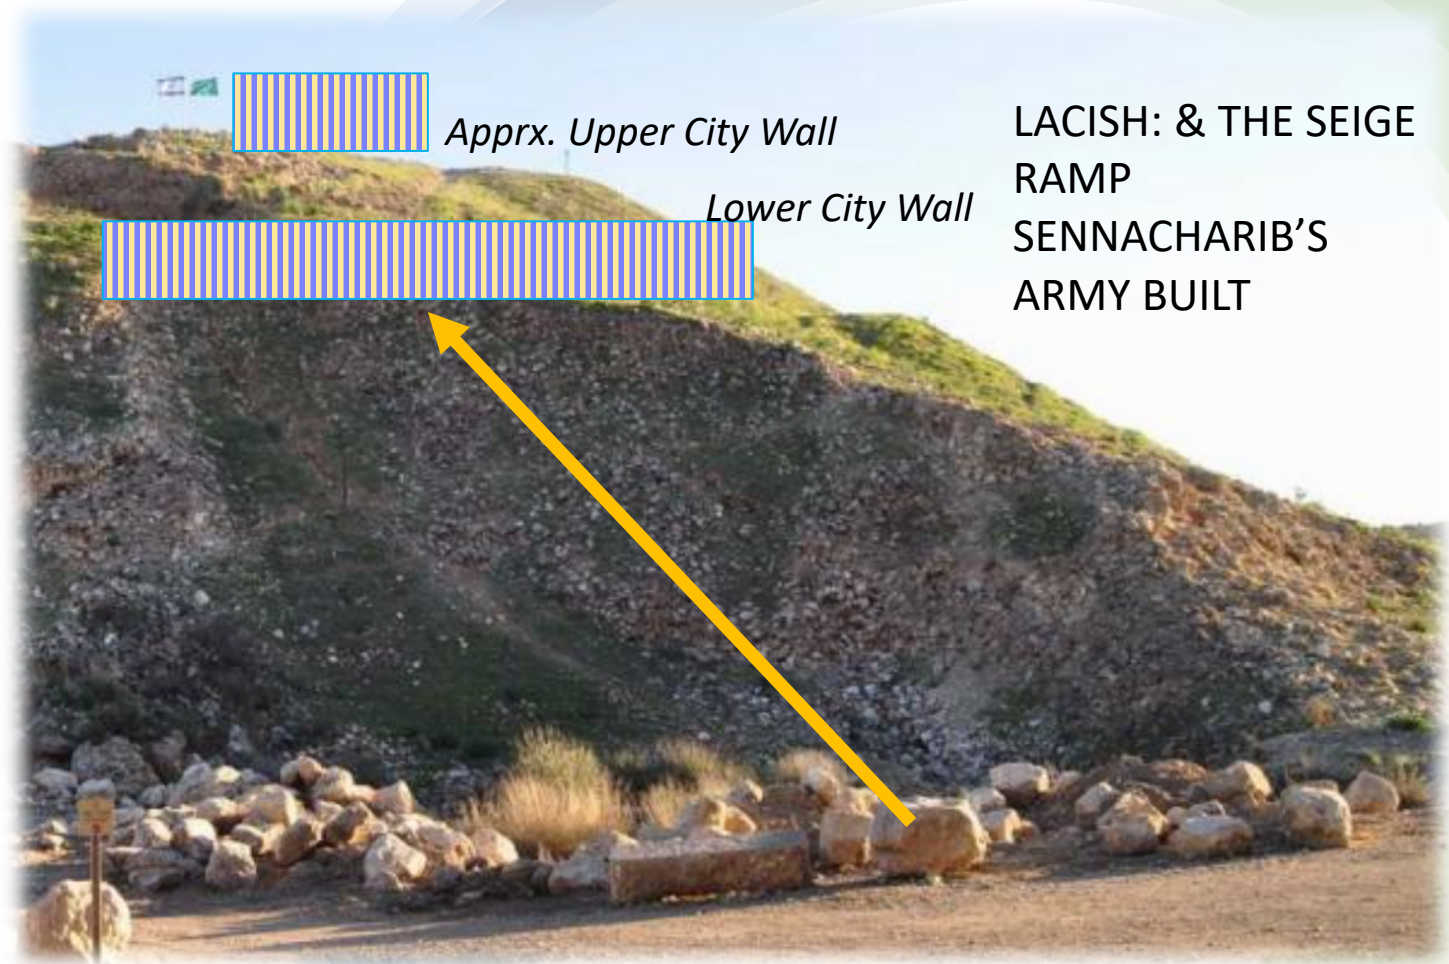 Apprx. Upper City Wall
Lower City Wall
LACISH: & THE SEIGE
RAMP
SENNACHARIB’S
ARMY BUILT